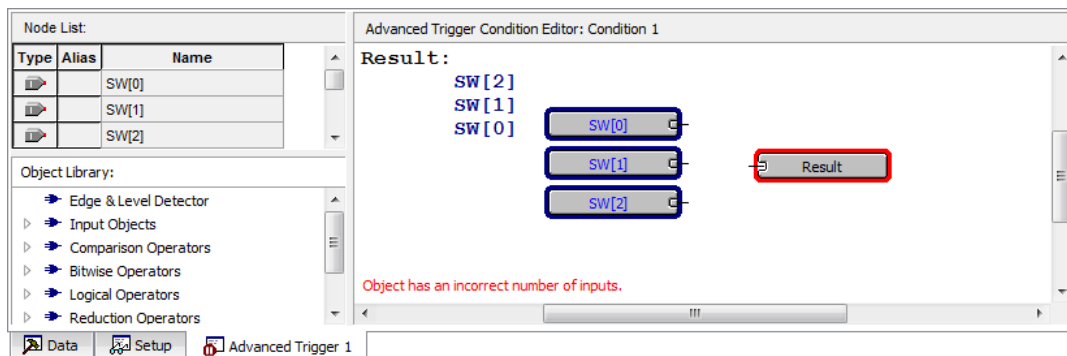 Node List:
Type Alias Name
SW[0]
SW[1]
SW[2]
Object Library:
Edge & Level Detector
Input Objects
Comparison Operators
Bitwise Operators
Logical Operators
Reduction Operators
Advanced Trigger Condition Editor: Condition 1
Result:
SW[2]
SW[1]
SW[0]
SW[0]
SW[1]
SW[2]
Result
Object has an incorrect number of inputs.
Data Setup Advanced Trigger 1